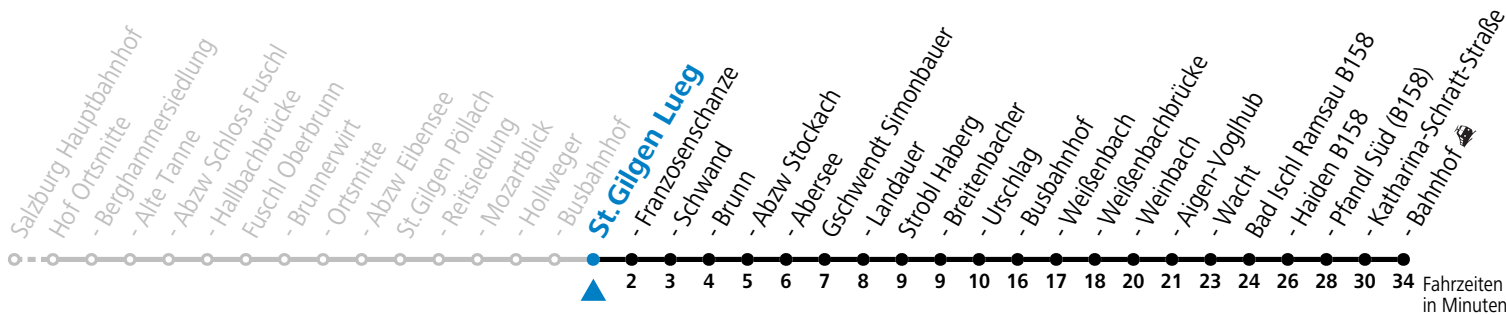 Salzburg Hauptbahnhof
Hof Ortsmitte
- Berghammersiedlung
- Alte Tanne
- Abzw Schloss Fuschl
- Hallbachbrücke
Fuschl Oberbrunn
- Brunnerwirt
- Ortsmitte
- Abzw Eibensee
St.Gilgen Pöllach
- Reitsiedlung
- Mozartblick
- Hollweger
- Busbahnhof
St.Gilgen Lueg
- Franzosenschanze
- Schwand
- Brunn
- Abzw Stockach
- Abersee
Gschwendt Simonbauer
- Landauer
Strobl Haberg
- Breitenbacher
- Urschlag
- Busbahnhof
- Weißenbach
- Weißenbachbrücke
- Weinbach
- Aigen-Voglhub
- Wacht
Bad Ischl Ramsau B158
- Haiden B158
- Pfandl Süd (B158)
- Katharina-Schratt-Straße
- Bahnhof
2 3 4 5 6 7 8 9 9 10 16 17 18 20 21 23 24 26 28 30 34 Fahrzeiten
in Minuten